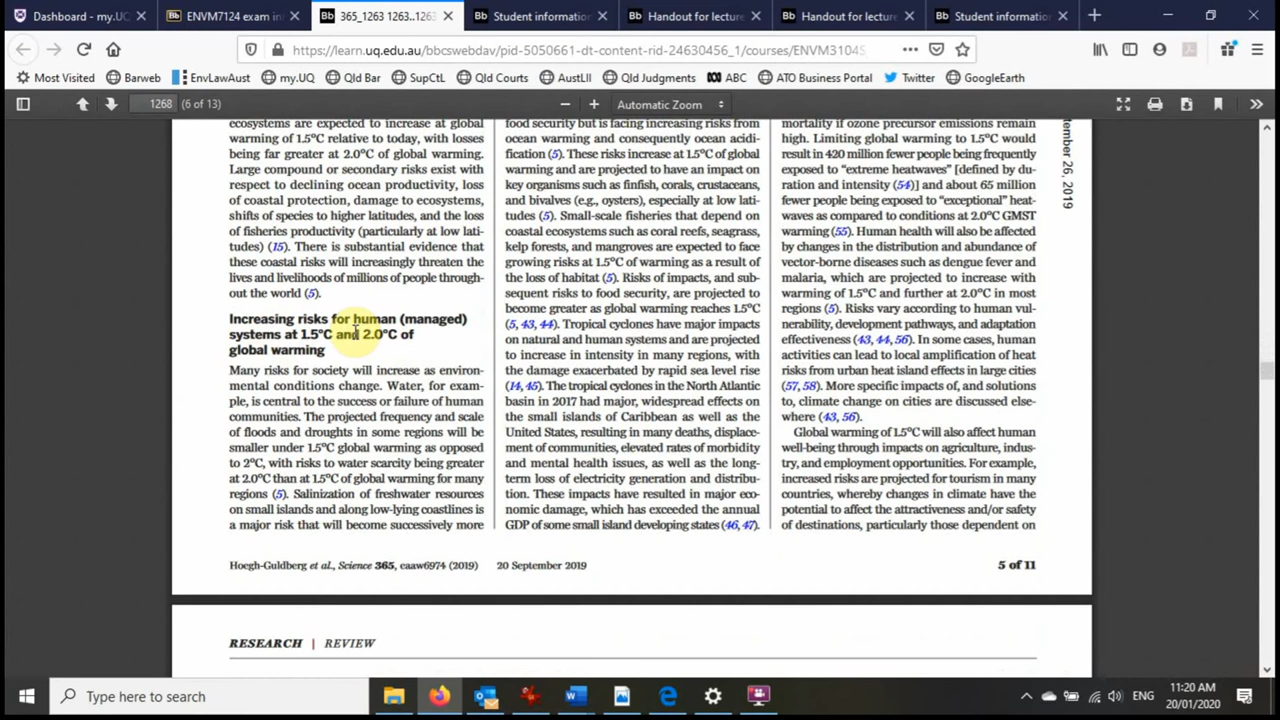 Dashboard - my.UC
ENVM7124 exam in
365_1263 1263..1263
Student informatio
Handout for lecture
Handout for lecture
Student informatio
https://learn.uq.edu.au/bbcswebdav/pid-5050661-dt-content-rid-24630456_1/courses/ENVM3104S
Most Visited
Barweb
EnvLawAust
my.UQ
Qld Bar
SupCtL
Qld Courts
AustLII
Qld Judgments
ABC
ATO Business Portal
Twitter
GoogleEarth
1268
(6 of 13)
Automatic Zoom
ecosystems are expected to increase at global
warming of 1.5°C relative to today, with losses
being far greater at 2.0°C of global warming.
Large compound or secondary risks exist with
respect to declining ocean productivity, loss
of coastal protection, damage to ecosystems,
shifts of species to higher latitudes, and the loss
of fisheries productivity (particularly at low lati-
tudes) (15). There is substantial evidence that
these coastal risks will increasingly threaten the
lives and livelihoods of millions of people through-
out the world (5).
Increasing risks for human (managed)
systems at 1.5°C and 2.0°C of
global warming
Many risks for society will increase as environ-
mental conditions change. Water, for exam-
ple, is central to the success or failure of human
communities. The projected frequency and scale
of floods and droughts in some regions will be
smaller under 1.5°C global warming as opposed
to 2°C, with risks to water scarcity being greater
at 2.0°C than at 1.5°C of global warming for many
regions (5). Salinization of freshwater resources
on small islands and along low-lying coastlines is
a major risk that will become successively more
food security but is facing increasing risks from
ocean warming and consequently ocean acidi-
fication (5). These risks increase at 1.5°C of global
warming and are projected to have an impact on
key organisms such as finfish, corals, crustaceans,
and bivalves (e.g., oysters), especially at low lati-
tudes (5). Small-scale fisheries that depend on
coastal ecosystems such as coral reefs, seagrass,
kelp forests, and mangroves are expected to face
growing risks at 1.5°C of warming as a result of
the loss of habitat (5). Risks of impacts, and sub-
sequent risks to food security, are projected to
become greater as global warming reaches 1.5°C
(5, 43, 44). Tropical cyclones have major impacts
on natural and human systems and are projected
to increase in intensity in many regions, with
the damage exacerbated by rapid sea level rise
(14, 45). The tropical cyclones in the North Atlantic
basin in 2017 had major, widespread effects on
the small islands of Caribbean as well as the
United States, resulting in many deaths, displace-
ment of communities, elevated rates of morbidity
and mental health issues, as well as the long-
term loss of electricity generation and distribu-
tion. These impacts have resulted in major eco-
nomic damage, which has exceeded the annual
GDP of some small island developing states (46, 47).
mortality if ozone precursor emissions remain
high. Limiting global warming to 1.5°C would
result in 420 million fewer people being frequently
exposed to “extreme heatwaves” [defined by du-
ration and intensity (54)] and about 65 million
fewer people being exposed to “exceptional” heat-
waves as compared to conditions at 2.0°C GMST
warming (55). Human health will also be affected
by changes in the distribution and abundance of
vector-borne diseases such as dengue fever and
malaria, which are projected to increase with
warming of 1.5°C and further at 2.0°C in most
regions (5). Risks vary according to human vul-
nerability, development pathways, and adaptation
effectiveness (43, 44, 56). In some cases, human
activities can lead to local amplification of heat
risks from urban heat island effects in large cities
(57, 58). More specific impacts of, and solutions
to, climate change on cities are discussed else-
where (43, 56).
Global warming of 1.5°C will also affect human
well-being through impacts on agriculture, indus-
try, and employment opportunities. For example,
increased risks are projected for tourism in many
countries, whereby changes in climate have the
potential to affect the attractiveness and/or safety
of destinations, particularly those dependent on
tember 26, 2019
Hoegh-Guldberg et al., Science 365, eaaw6974 (2019)
20 September 2019
5 of 11
RESEARCH | REVIEW
Type here to search
ENG
11:20 AM
20/01/2020